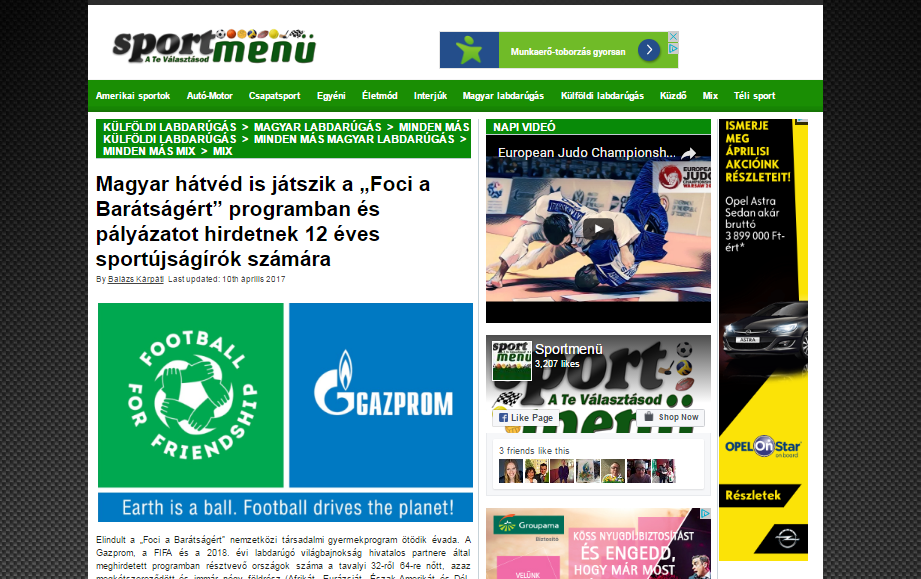 sportmenü
A Te Választásod
Munkaerő-toborzás gyorsan
Amerikai sportok Autó-Motor Csapatsport Egyéni Életmód Interjúk Magyar labdarúgás Külföldi labdarúgás Küzdő Mix Téli sport
KÜLFÖLDI LABDARÚGÁS > MAGYAR LABDARÚGÁS > MINDEN MÁS
KÜLFÖLDI LABDARÚGÁS > MINDEN MÁS MAGYAR LABDARÚGÁS >
MINDEN MÁS MIX > MIX
Magyar hátvéd is játszik a „Foci a
Barátságért” programban és
pályázatot hirdetnek 12 éves
sportújságírók számára
By Balázs Kárpáti Last updated: 10th április 2017
FOOTBALL
FOR
FRIENDSHIP
GAZPROM
Earth is a ball. Football drives the planet!
Elindult a „Foci a Barátságért” nemzetközi társadalmi gyermekprogram ötödik évada. A
Gazprom, a FIFA és a 2018. évi labdarúgó világbajnokság hivatalos partnere által
meghirdetett programban résztvevő országok száma a tavalyi 32-ről 64-re nőtt, azaz
NAPI VIDEÓ
European Judo Championsh...
EUROPEAN
JUDO
WARSAW
Sportmenü
3,207 likes
sport
A Te Választásod
menü
Like Page
Shop Now
3 friends like this
Groupama
Biztosító
KÖSS NYUGDÍJBIZTOSÍTÁST
ÉS ENGEDD,
HOGY MÁR MOST
VELÜNK
ISMERJE
MEG
ÁPRILISI
AKCIÓINK
RÉSZLETEIT!
Opel Astra
Sedan akár
bruttó
3 899 000 Ft-
ért*
ASTRA
OPEL OnStar
on board
Részletek